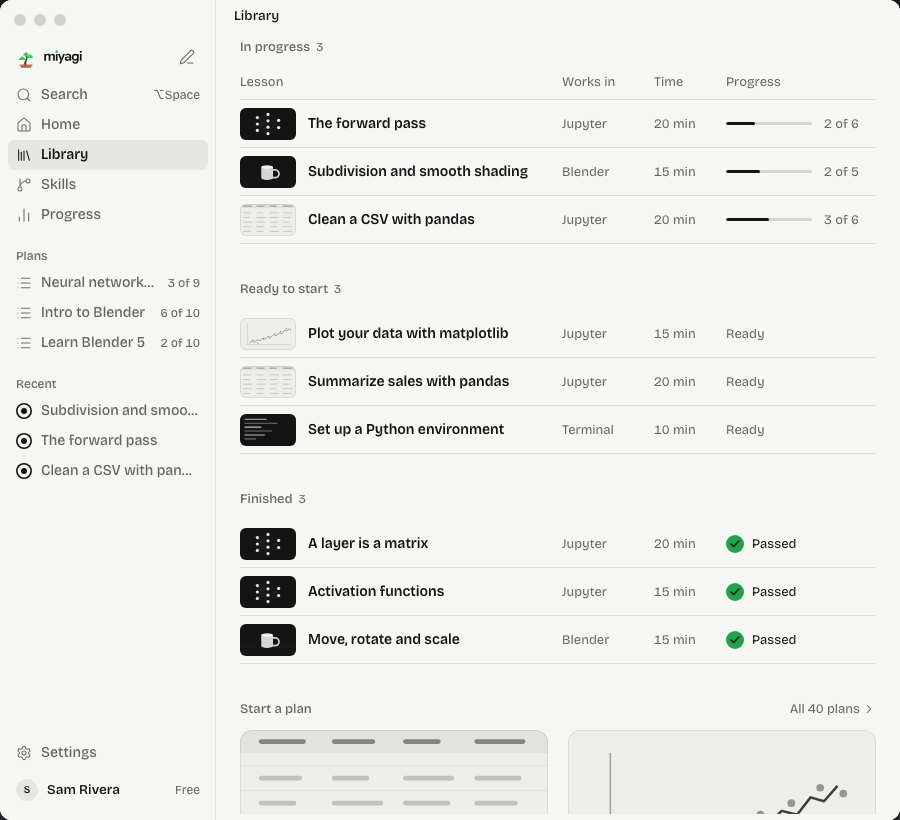 miyagi
Search ⌥Space
Home
Library
Skills
Progress
Plans
Neural network... 3 of 9
Intro to Blender 6 of 10
Learn Blender 5 2 of 10
Recent
Subdivision and smoo...
The forward pass
Clean a CSV with pan...
Settings
S Sam Rivera Free
Library
In progress 3
Lesson Works in Time Progress
The forward pass Jupyter 20 min 2 of 6
Subdivision and smooth shading Blender 15 min 2 of 5
Clean a CSV with pandas Jupyter 20 min 3 of 6
Ready to start 3
Plot your data with matplotlib Jupyter 15 min Ready
Summarize sales with pandas Jupyter 20 min Ready
Set up a Python environment Terminal 10 min Ready
Finished 3
A layer is a matrix Jupyter 20 min Passed
Activation functions Jupyter 15 min Passed
Move, rotate and scale Blender 15 min Passed
Start a plan All 40 plans